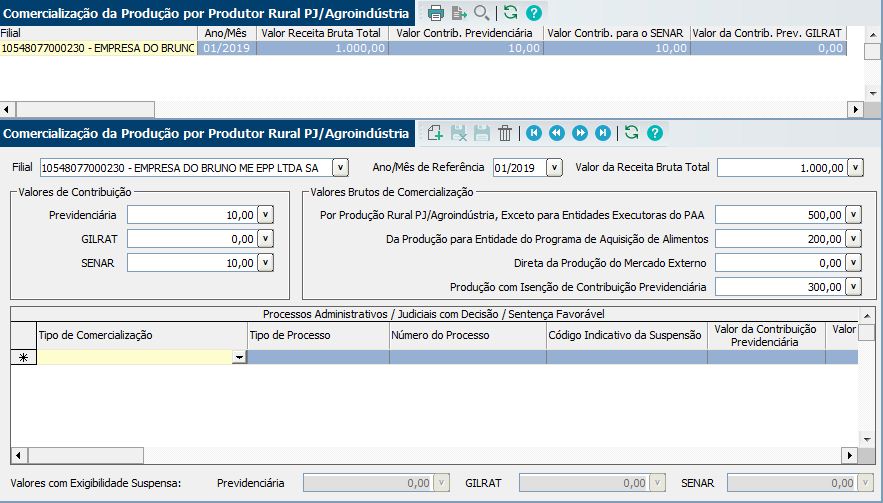 Comercialização da Produção por Produtor Rural PJ/Agroindústria
Filial Ano/Mês Valor Receita Bruta Total Valor Contrib. Previdenciária Valor Contrib. para o SENAR Valor da Contrib. Prev. GILRAT
10548077000230 - EMPRESA DO BRUNO 01/2019 1.000,00 10,00 10,00 0,00
Comercialização da Produção por Produtor Rural PJ/Agroindústria
Filial 10548077000230 - EMPRESA DO BRUNO ME EPP LTDA SA Ano/Mês de Referência 01/2019 Valor da Receita Bruta Total 1.000,00
Valores de Contribuição
Previdenciária 10,00
GILRAT 0,00
SENAR 10,00
Valores Brutos de Comercialização
Por Produção Rural PJ/Agroindústria, Exceto para Entidades Executoras do PAA 500,00
Da Produção para Entidade do Programa de Aquisição de Alimentos 200,00
Direta da Produção do Mercado Externo 0,00
Produção com Isenção de Contribuição Previdenciária 300,00
Processos Administrativos / Judiciais com Decisão / Sentença Favorável
Tipo de Comercialização Tipo de Processo Número do Processo Código Indicativo da Suspensão Valor da Contribuição Previdenciária Valor
Valores com Exigibilidade Suspensa: Previdenciária 0,00 GILRAT 0,00 SENAR 0,00